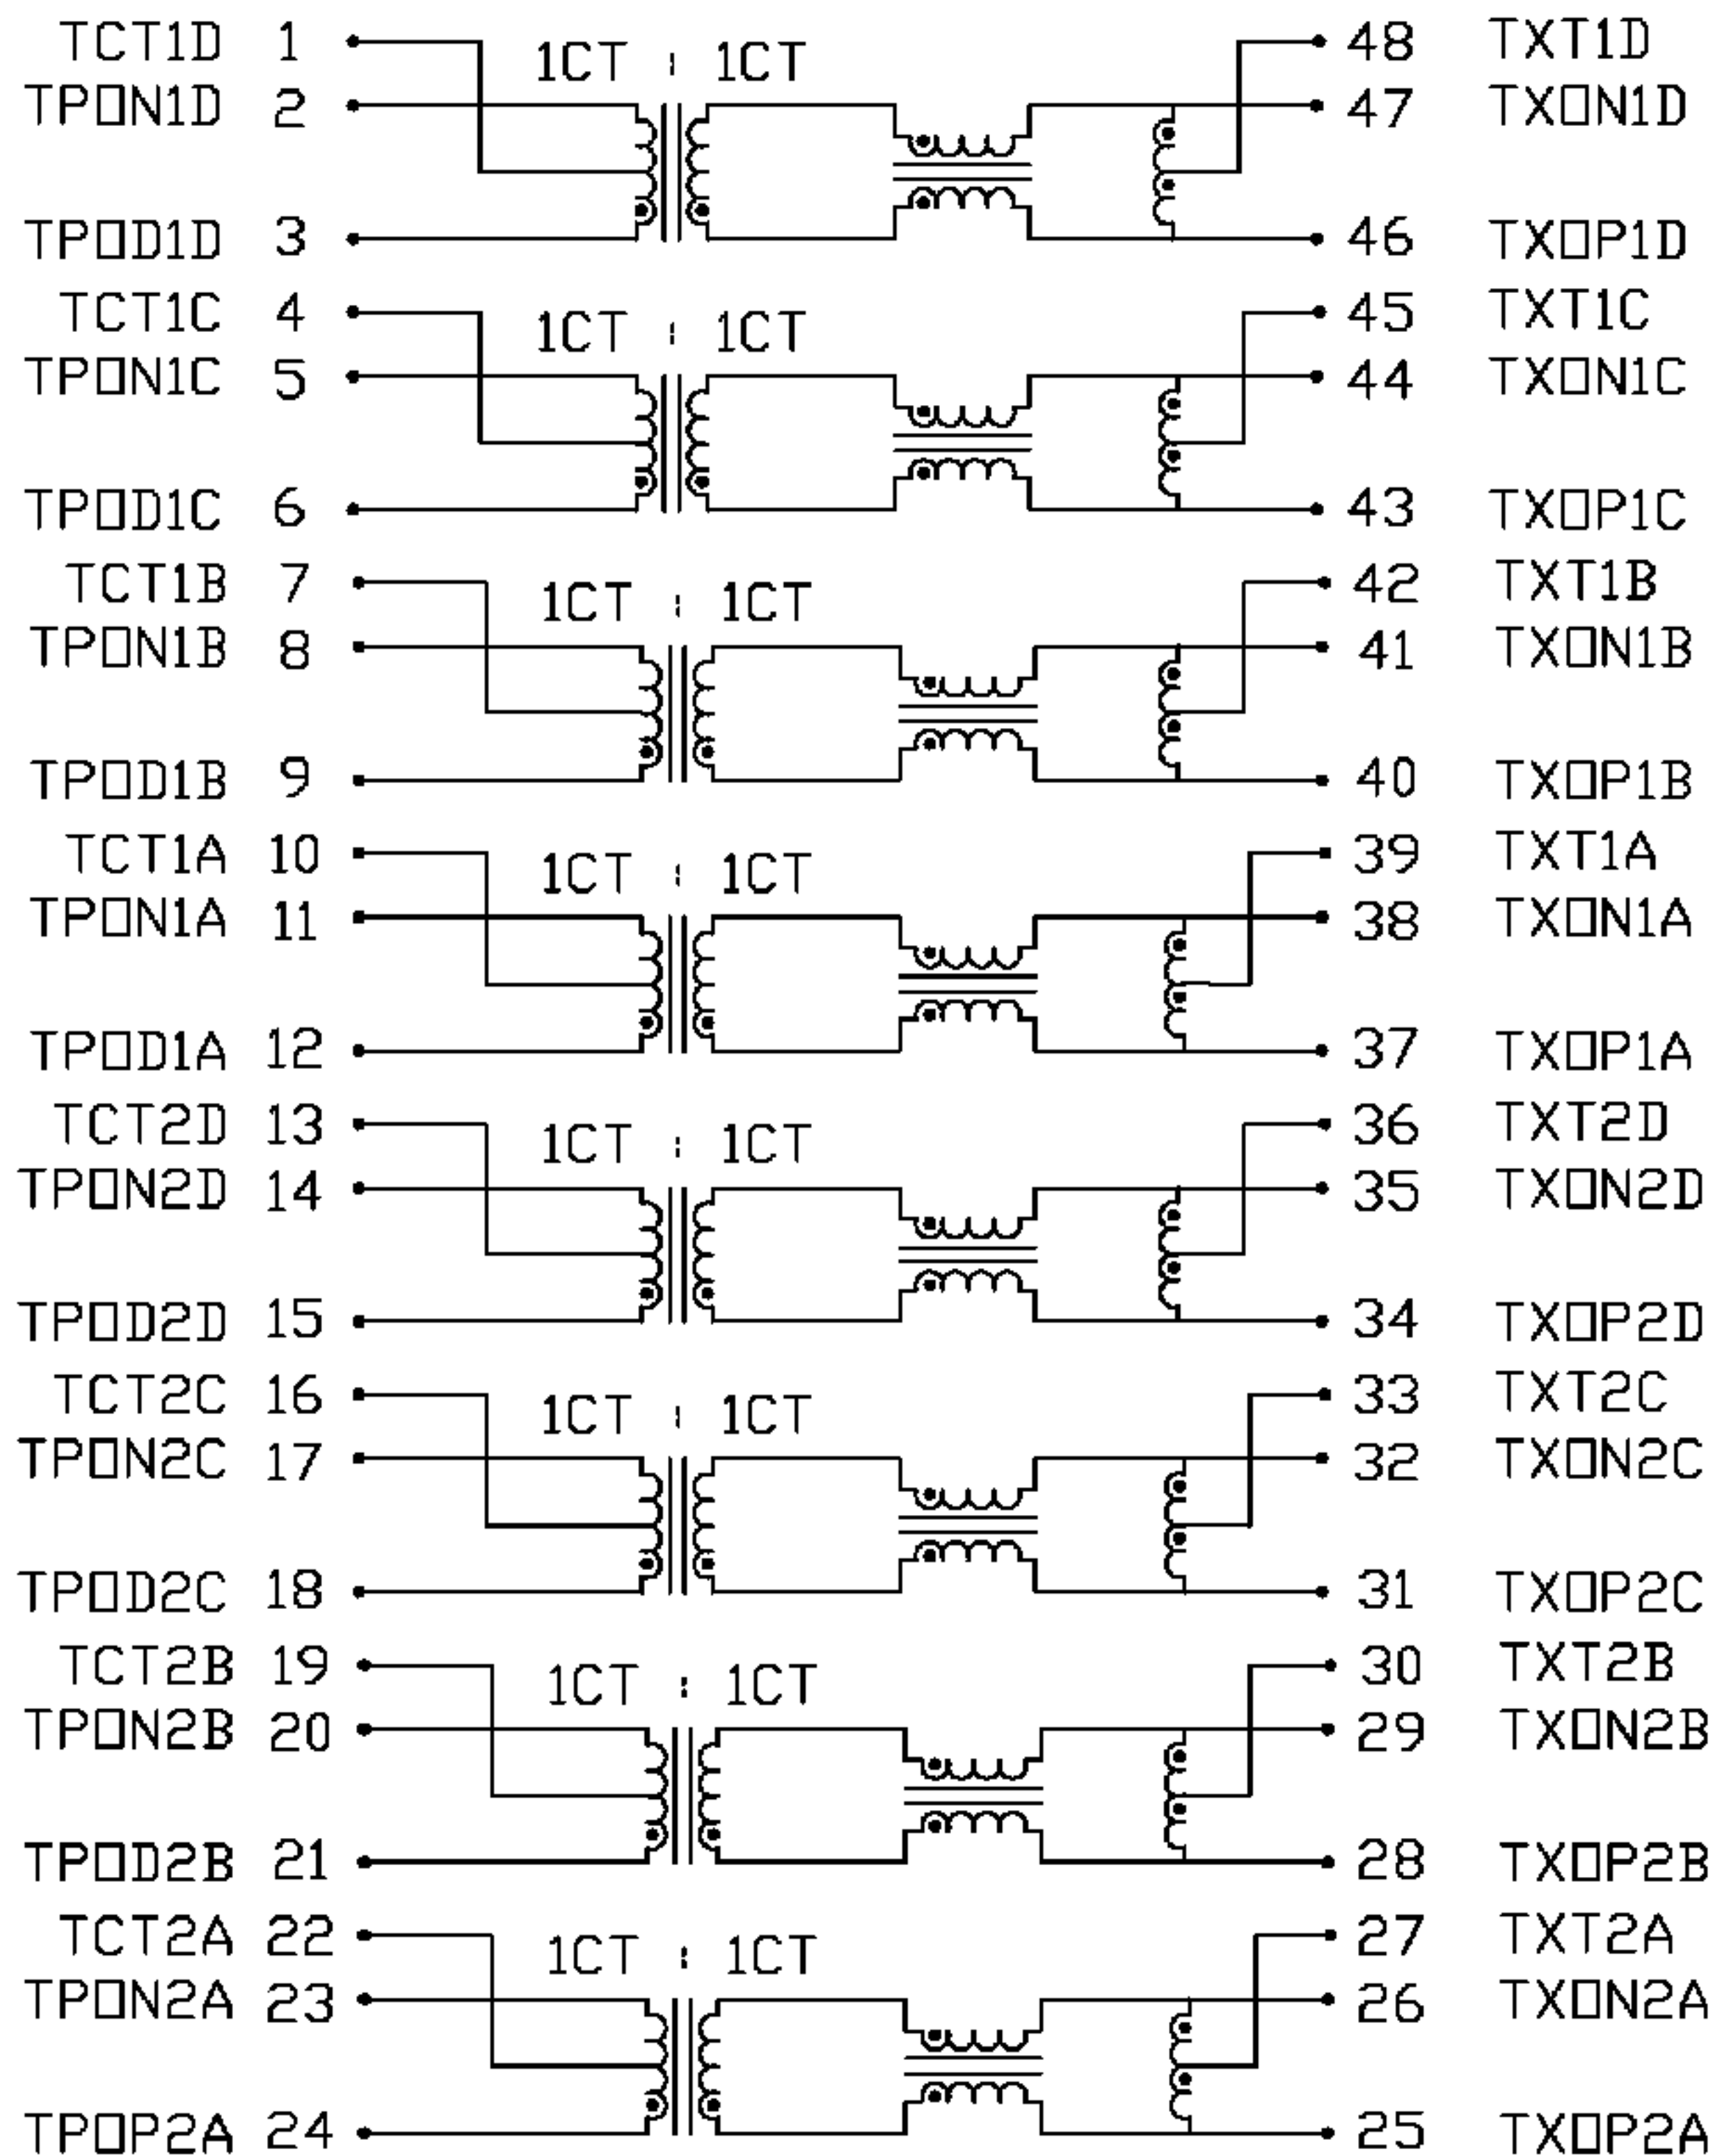 TCT1D 1 1CT : 1CT 48 TXT1D
TPON1D 2 47 TXON1D
TPOD1D 3 46 TXOP1D
TCT1C 4 1CT : 1CT 45 TXT1C
TPON1C 5 44 TXON1C
TPOD1C 6 43 TXOP1C
TCT1B 7 1CT : 1CT 42 TXT1B
TPON1B 8 41 TXON1B
TPOD1B 9 40 TXOP1B
TCT1A 10 1CT : 1CT 39 TXT1A
TPON1A 11 38 TXON1A
TPOD1A 12 37 TXOP1A
TCT2D 13 1CT : 1CT 36 TXT2D
TPON2D 14 35 TXON2D
TPOD2D 15 34 TXOP2D
TCT2C 16 1CT : 1CT 33 TXT2C
TPON2C 17 32 TXON2C
TPOD2C 18 31 TXOP2C
TCT2B 19 1CT : 1CT 30 TXT2B
TPON2B 20 29 TXON2B
TPOD2B 21 28 TXOP2B
TCT2A 22 1CT : 1CT 27 TXT2A
TPON2A 23 26 TXON2A
TPOP2A 24 25 TXOP2A